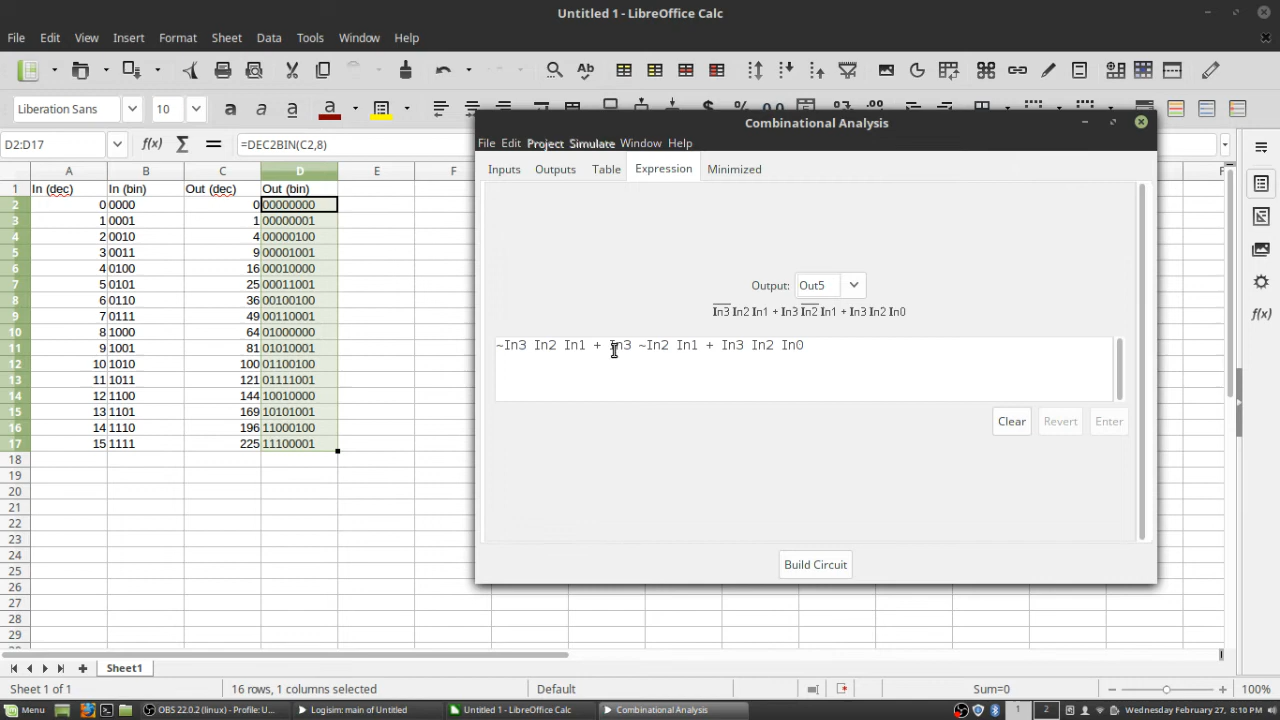 Untitled 1 - LibreOffice Calc
File Edit View Insert Format Sheet Data Tools Window Help
Liberation Sans 10
D2:D17 f(x) Σ = =DEC2BIN(C2,8)
A B C D E F
1 In (dec) In (bin) Out (dec) Out (bin)
2 0 0000 0 00000000
3 1 0001 1 00000001
4 2 0010 4 00000100
5 3 0011 9 00001001
6 4 0100 16 00010000
7 5 0101 25 00011001
8 6 0110 36 00100100
9 7 0111 49 00110001
10 8 1000 64 01000000
11 9 1001 81 01010001
12 10 1010 100 01100100
13 11 1011 121 01111001
14 12 1100 144 10010000
15 13 1101 169 10101001
16 14 1110 196 11000100
17 15 1111 225 11100001
18
19
20
21
22
23
24
25
26
27
28
29
Combinational Analysis
File Edit Project Simulate Window Help
Inputs Outputs Table Expression Minimized
Output: Out5
In3 In2 In1 + In3 In2 In1 + In3 In2 In0
~In3 In2 In1 + In3 ~In2 In1 + In3 In2 In0
Clear Revert Enter
Build Circuit
Sheet1
Sheet 1 of 1 16 rows, 1 columns selected Default Sum=0 100%
Menu OBS 22.0.2 (linux) - Profile: U... Logisim: main of Untitled Untitled 1 - LibreOffice Calc Combinational Analysis 1 2 Wednesday February 27, 8:10 PM